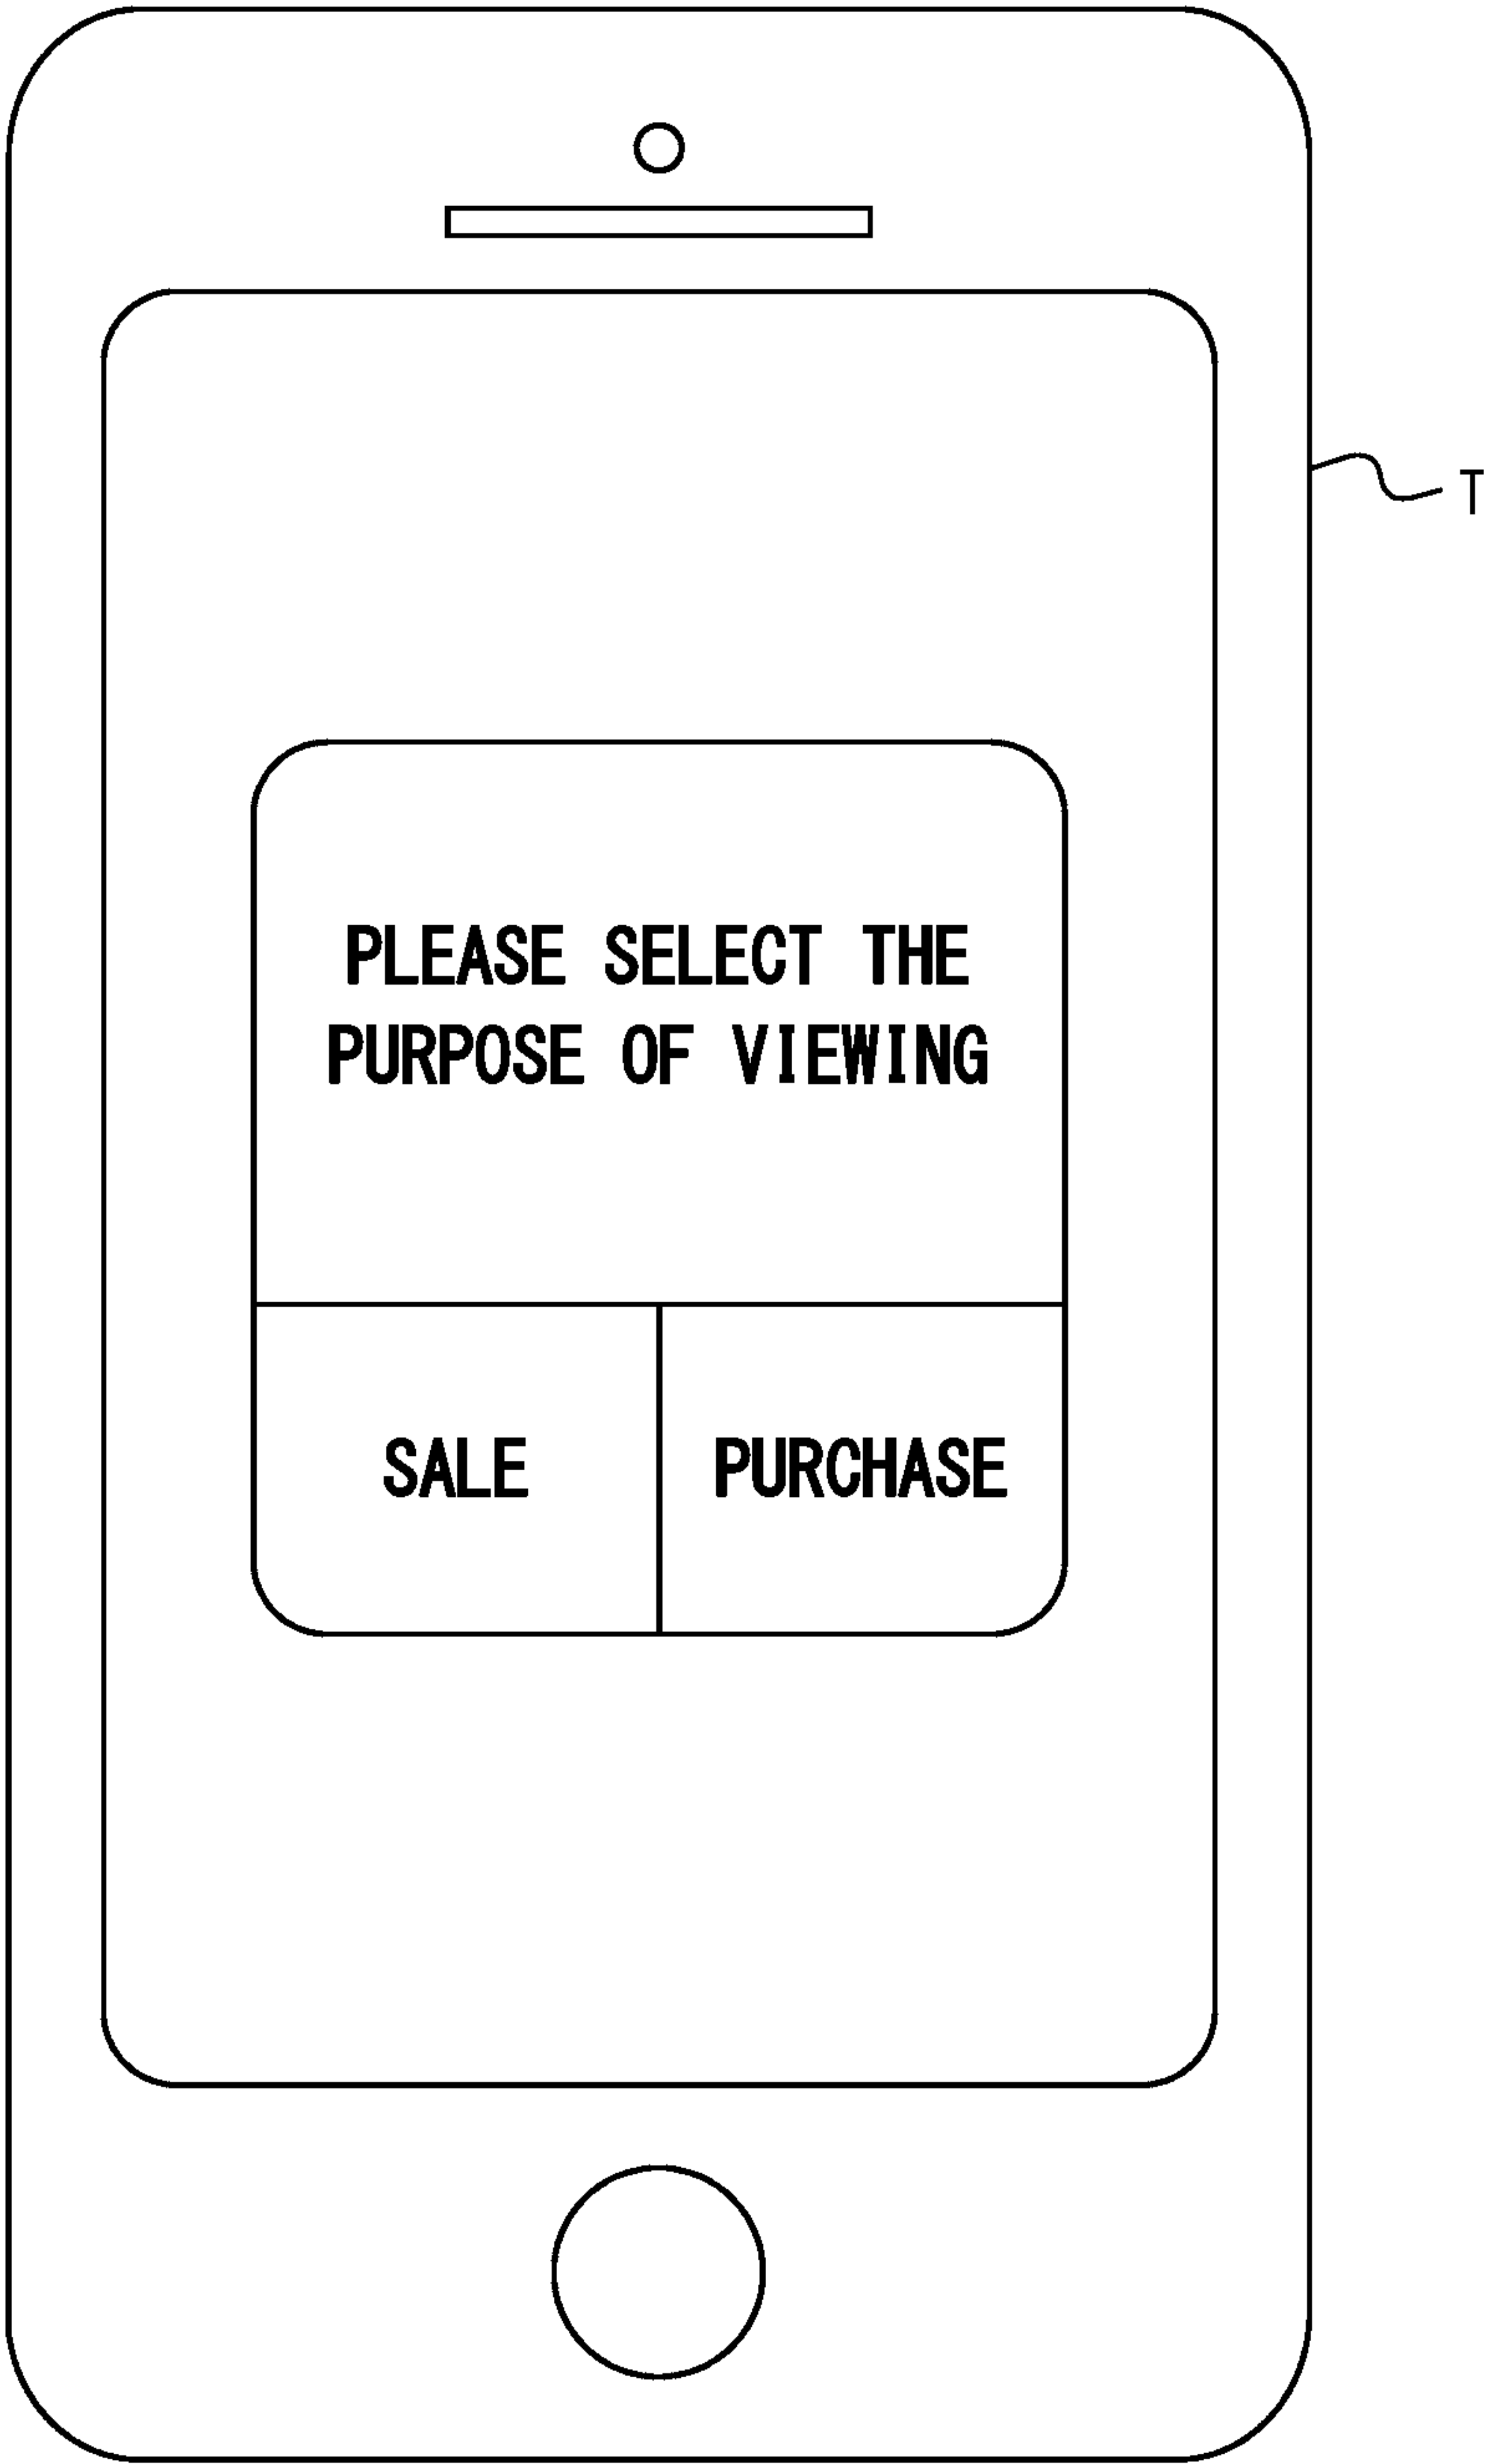 T
PLEASE SELECT THE
PURPOSE OF VIEWING
SALE
PURCHASE